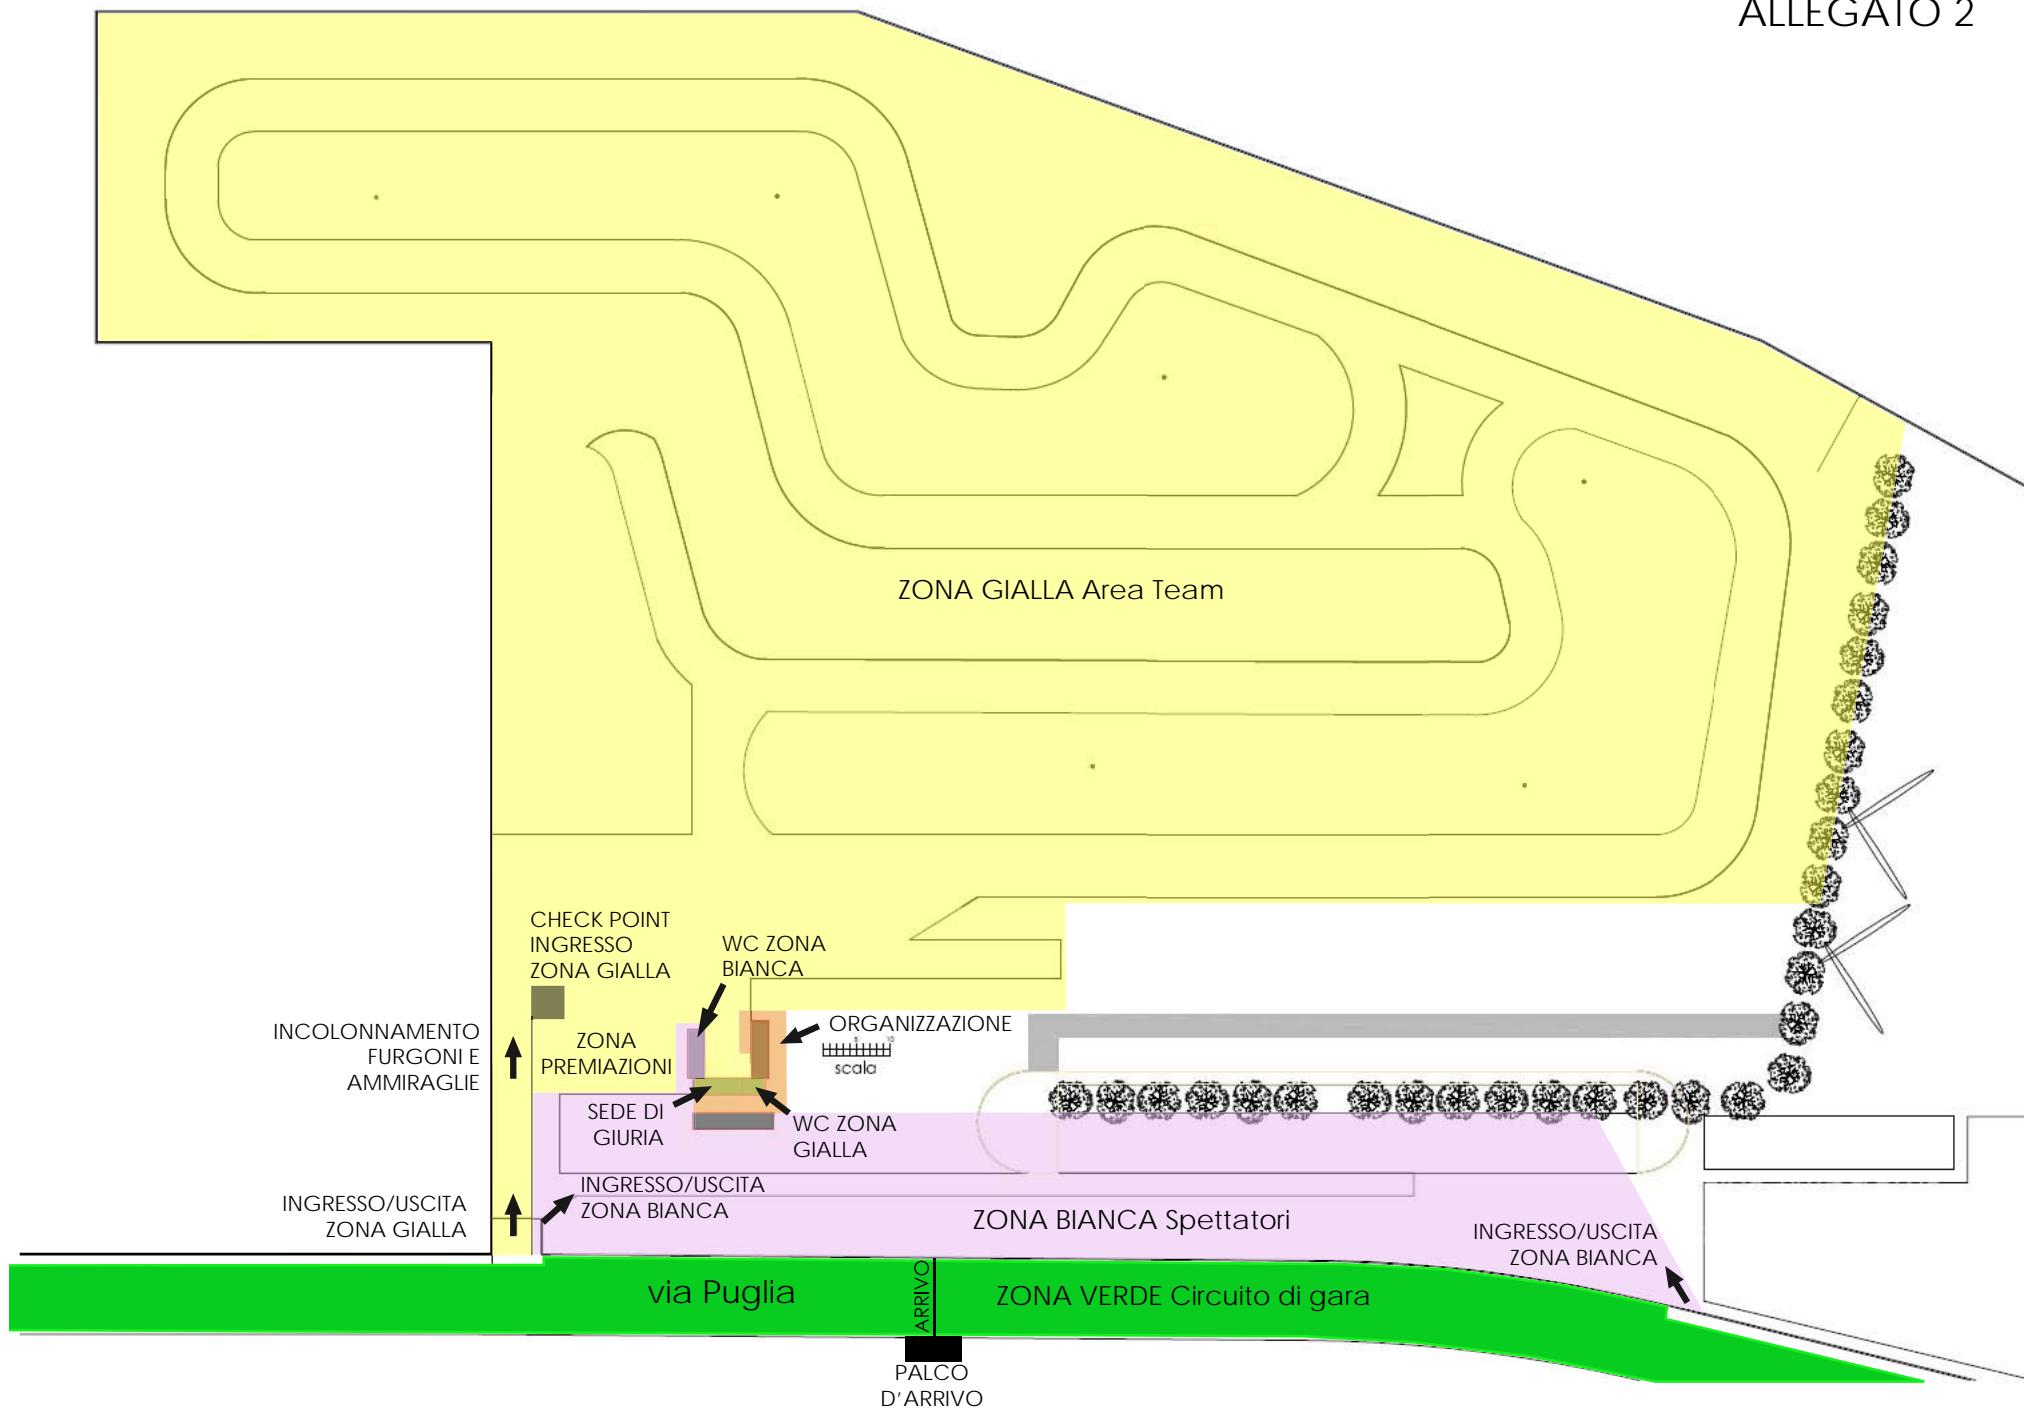 ALLEGATO 2
ZONA GIALLA Area Team
CHECK POINT
INGRESSO
ZONA GIALLA
WC ZONA
BIANCA
ORGANIZZAZIONE
INCOLONNAMENTO
FURGONI E
AMMIRAGLIE
ZONA
PREMIAZIONI
scala
SEDE DI
GIURIA
WC ZONA
GIALLA
INGRESSO/USCITA
ZONA GIALLA
INGRESSO/USCITA
ZONA BIANCA
ZONA BIANCA Spettatori
INGRESSO/USCITA
ZONA BIANCA
via Puglia
ARRIVO
ZONA VERDE Circuito di gara
PALCO
D'ARRIVO